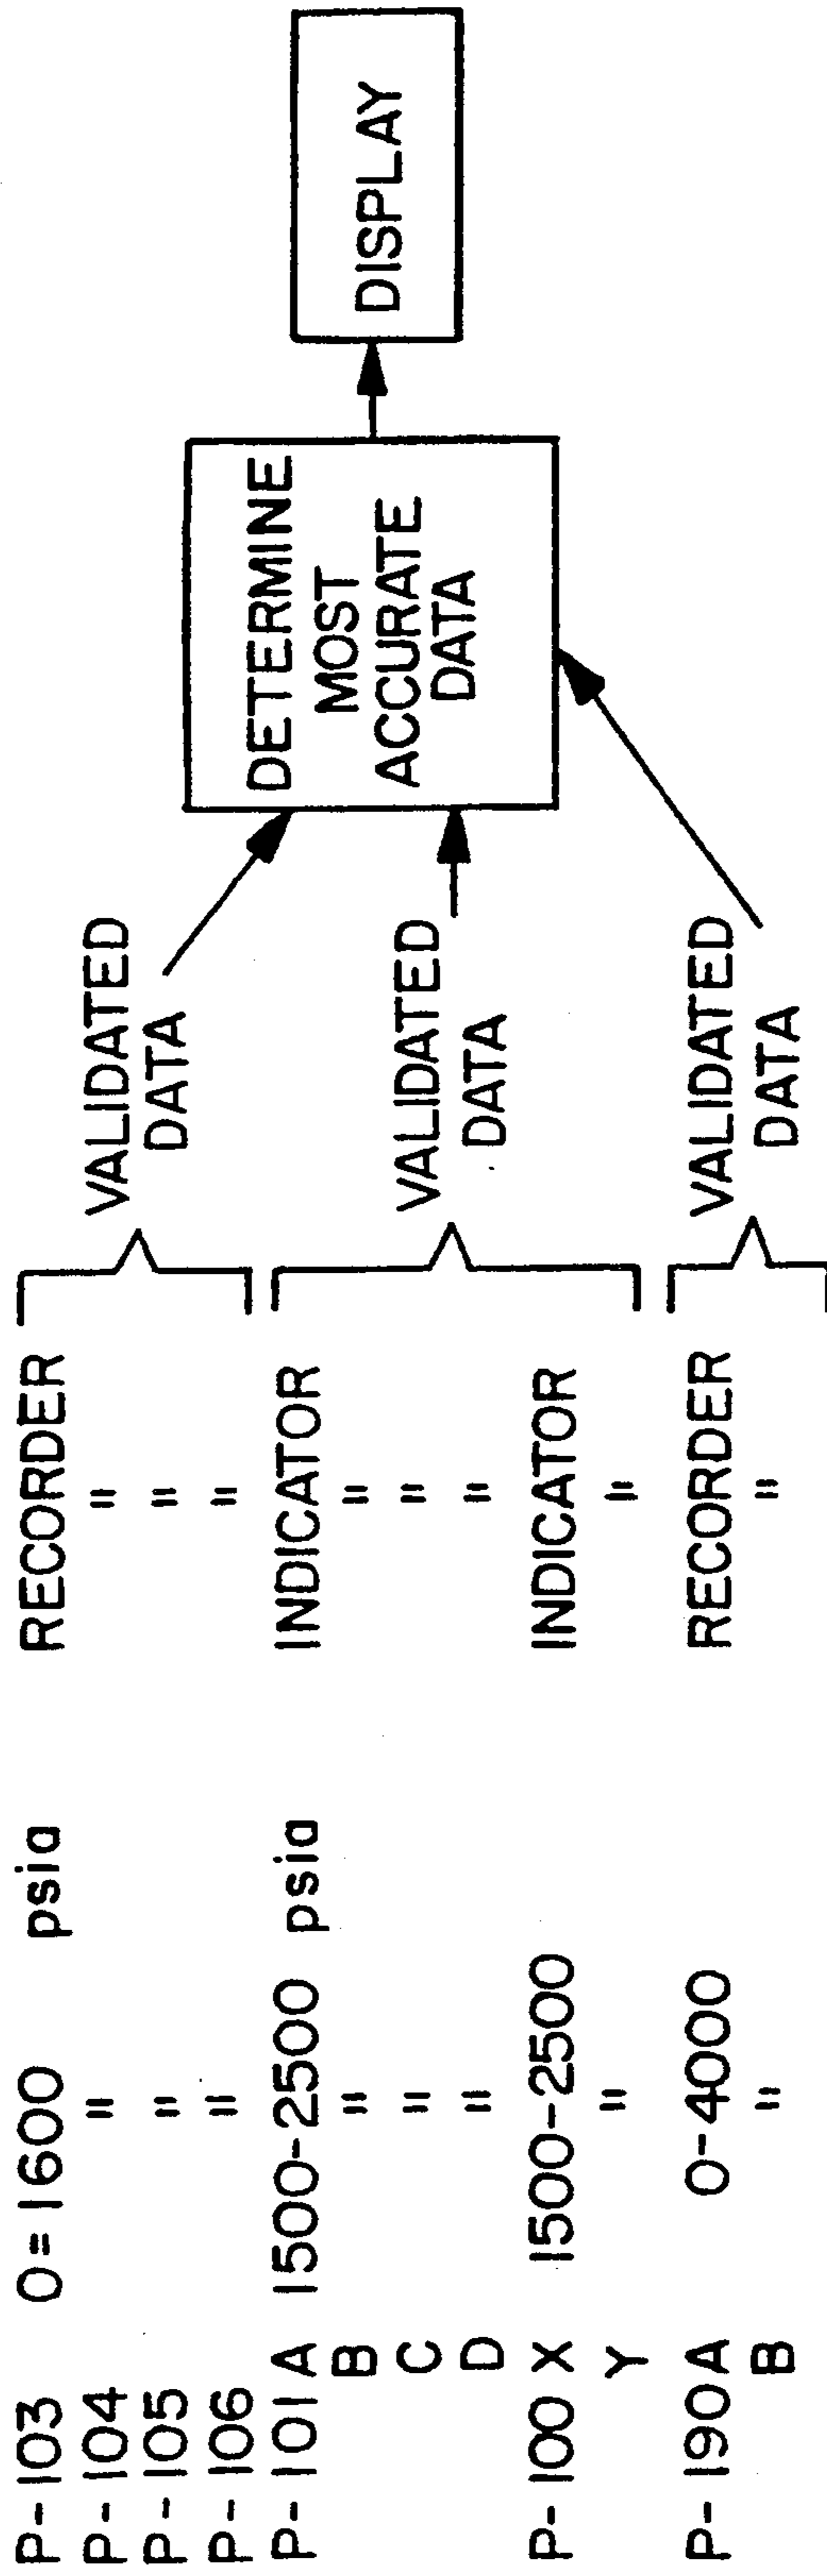 P-103 0=1600 psia RECORDER
P-104 " "
P-105 " "
P-106 " "
P-101 A 1500-2500 psia INDICATOR
B " "
C " "
D " "
P-100 X 1500-2500 INDICATOR
Y " "
P-190A 0-4000 RECORDER
B " "
VALIDATED
DATA
VALIDATED
DATA
VALIDATED
DATA
DETERMINE
MOST
ACCURATE
DATA
DISPLAY